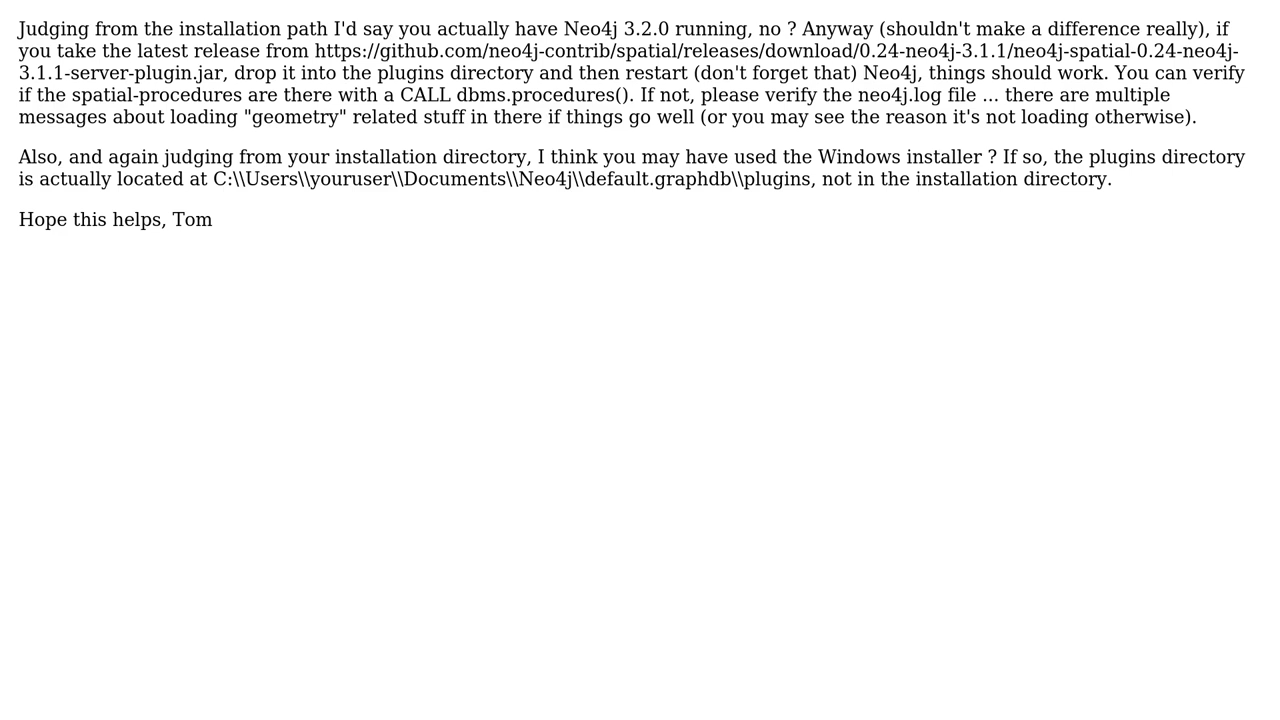 Judging from the installation path I'd say you actually have Neo4j 3.2.0 running, no ? Anyway (shouldn't make a difference really), if
you take the latest release from https://github.com/neo4j-contrib/spatial/releases/download/0.24-neo4j-3.1.1/neo4j-spatial-0.24-neo4j-
3.1.1-server-plugin.jar, drop it into the plugins directory and then restart (don't forget that) Neo4j, things should work. You can verify
if the spatial-procedures are there with a CALL dbms.procedures(). If not, please verify the neo4j.log file ... there are multiple
messages about loading "geometry" related stuff in there if things go well (or you may see the reason it's not loading otherwise).
Also, and again judging from your installation directory, I think you may have used the Windows installer ? If so, the plugins directory
is actually located at C:\\Users\\youruser\\Documents\\Neo4j\\default.graphdb\\plugins, not in the installation directory.
Hope this helps, Tom